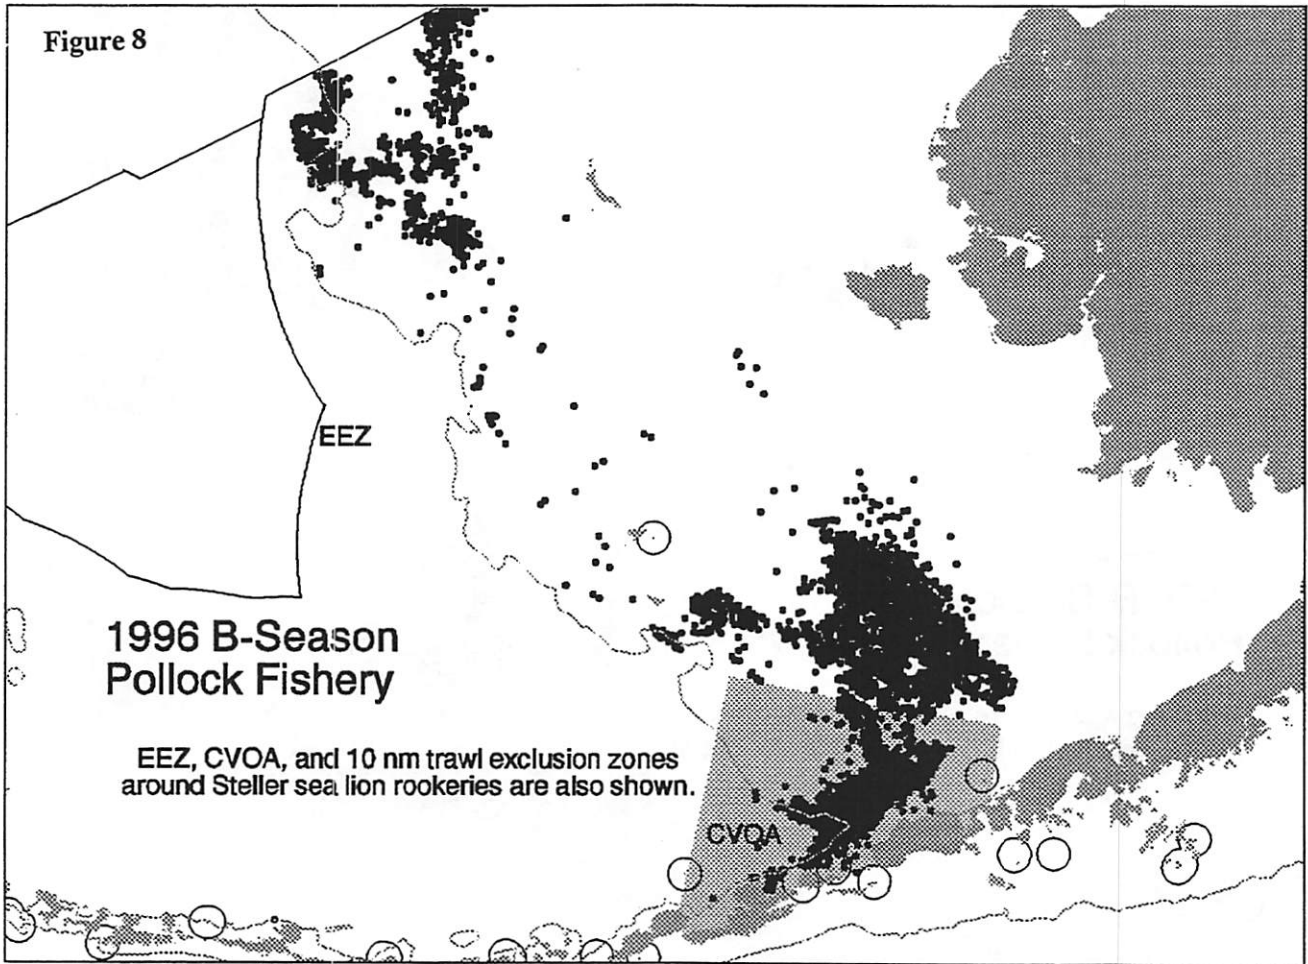 Figure 8
EEZ
1996 B-Season
Pollock Fishery
EEZ, CVOA, and 10 nm trawl exclusion zones
around Steller sea lion rookeries are also shown.
CVOA